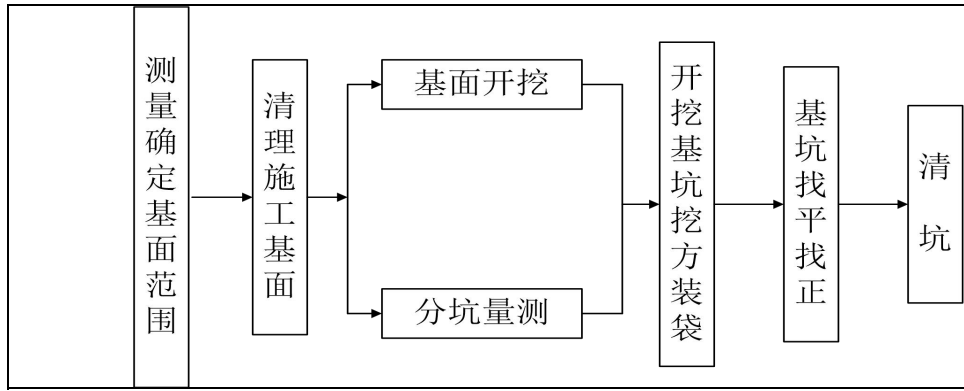 测量确定基面范围
清理施工基面
基面开挖
分坑量测
开挖基坑挖方装袋
基坑找平找正
清坑